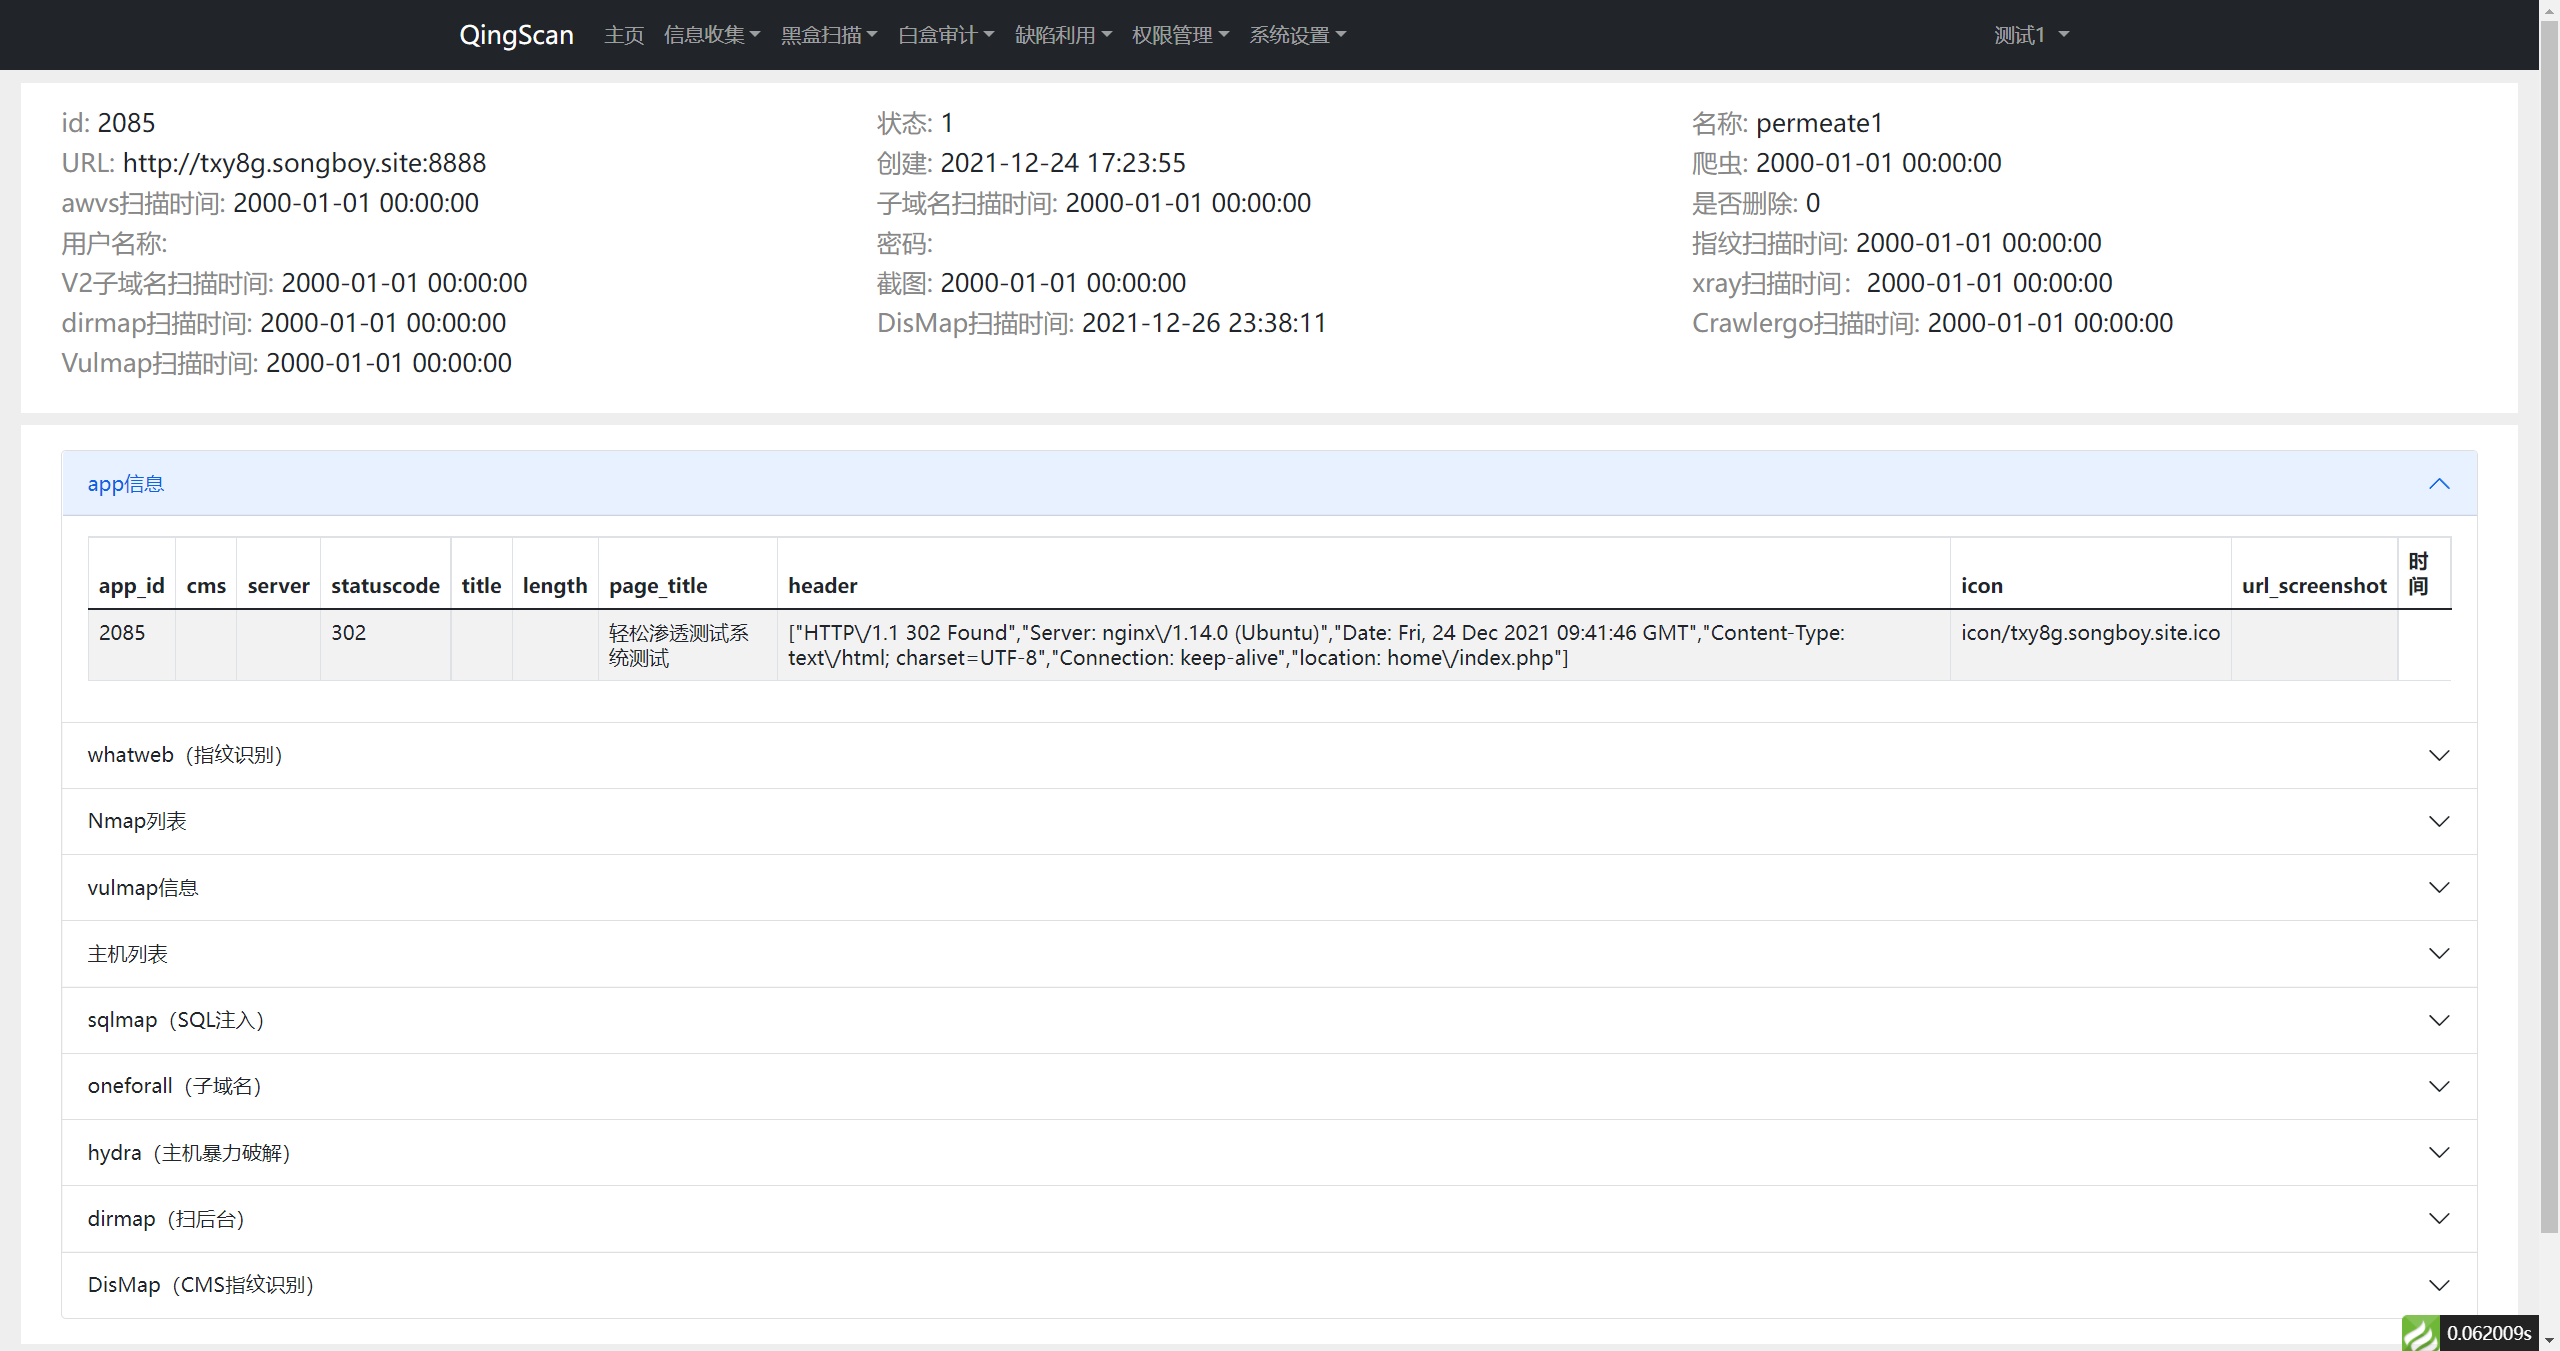 QingScan 主页 信息收集 黑盒扫描 白盒审计 缺陷利用 权限管理 系统设置 测试1
id: 2085 状态: 1 名称: permeate1
URL: http://txy8g.songboy.site:8888 创建: 2021-12-24 17:23:55 爬虫: 2000-01-01 00:00:00
awvs扫描时间: 2000-01-01 00:00:00 子域名扫描时间: 2000-01-01 00:00:00 是否删除: 0
用户名称: 密码: 指纹扫描时间: 2000-01-01 00:00:00
V2子域名扫描时间: 2000-01-01 00:00:00 截图: 2000-01-01 00:00:00 xray扫描时间： 2000-01-01 00:00:00
dirmap扫描时间: 2000-01-01 00:00:00 DisMap扫描时间: 2021-12-26 23:38:11 Crawlergo扫描时间: 2000-01-01 00:00:00
Vulmap扫描时间: 2000-01-01 00:00:00
app信息
app_id cms server statuscode title length page_title header icon url_screenshot 时间
2085 302 轻松渗透测试系统测试 ["HTTP\/1.1 302 Found","Server: nginx\/1.14.0 (Ubuntu)","Date: Fri, 24 Dec 2021 09:41:46 GMT","Content-Type: text\/html; charset=UTF-8","Connection: keep-alive","location: home\/index.php"] icon/txy8g.songboy.site.ico
whatweb（指纹识别）
Nmap列表
vulmap信息
主机列表
sqlmap（SQL注入）
oneforall（子域名）
hydra（主机暴力破解）
dirmap（扫后台）
DisMap（CMS指纹识别）
0.062009s